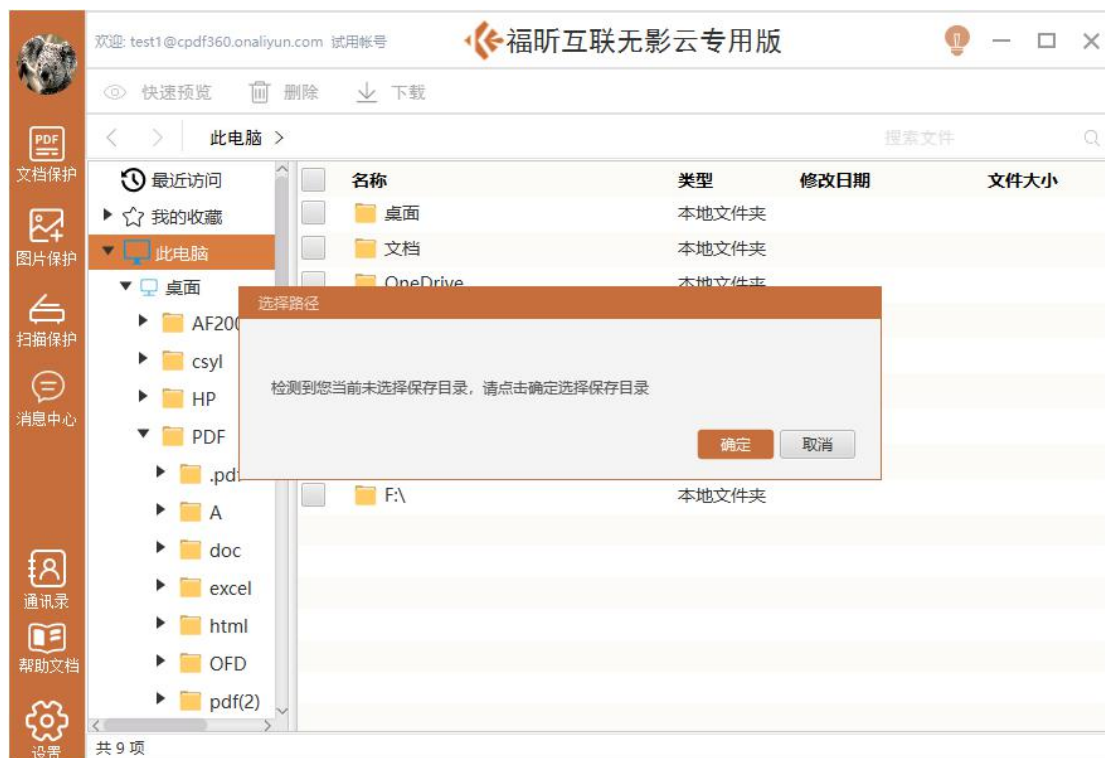 欢迎: test1@cpdf360.onaliyun.com 试用帐号
福昕互联无影云专用版
快速预览 删除 下载
此电脑 >
搜索文件
PDF
文档保护
图片保护
扫描保护
消息中心
通讯录
帮助文档
设置
最近访问
我的收藏
此电脑
桌面
AF200
csyl
HP
PDF
.pdf
A
doc
excel
html
OFD
pdf(2)
名称 类型 修改日期 文件大小
桌面 本地文件夹
文档 本地文件夹
OneDrive 本地文件夹
选择路径
检测到您当前未选择保存目录，请点击确定选择保存目录
确定 取消
F:\ 本地文件夹
共 9 项